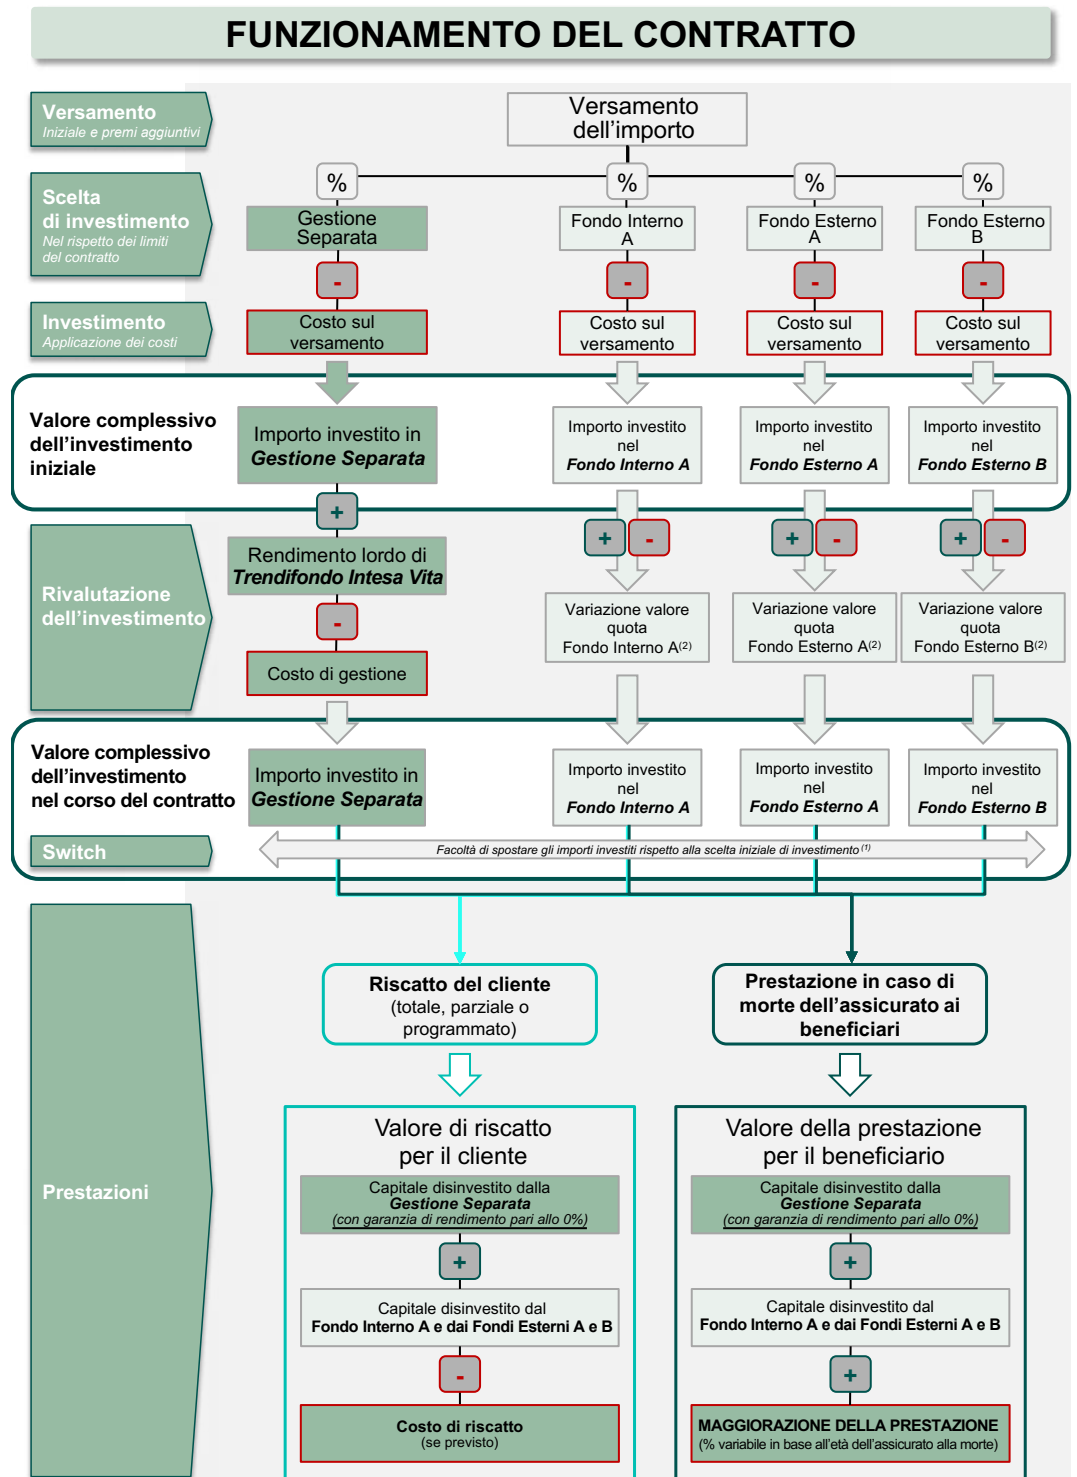 FUNZIONAMENTO DEL CONTRATTO
Versamento
Iniziale e premi aggiuntivi
Versamento
dell'importo
Scelta
di investimento
Nel rispetto dei limiti
del contratto
%
%
%
%
Gestione
Separata
Fondo Interno
A
Fondo Esterno
A
Fondo Esterno
B
-
-
-
-
Investimento
Applicazione dei costi
Costo sul
versamento
Costo sul
versamento
Costo sul
versamento
Costo sul
versamento
Valore complessivo
dell'investimento
iniziale
Importo investito in
Gestione Separata
Importo investito
nel
Fondo Interno A
Importo investito
nel
Fondo Esterno A
Importo investito
nel
Fondo Esterno B
+
+ -
+ -
+ -
Rivalutazione
dell'investimento
Rendimento lordo di
Trendifondo Intesa Vita
-
Costo di gestione
Variazione valore
quota
Fondo Interno A(2)
Variazione valore
quota
Fondo Esterno A(2)
Variazione valore
quota
Fondo Esterno B(2)
Valore complessivo
dell'investimento
nel corso del contratto
Importo investito in
Gestione Separata
Importo investito
nel
Fondo Interno A
Importo investito
nel
Fondo Esterno A
Importo investito
nel
Fondo Esterno B
Switch
Facoltà di spostare gli importi investiti rispetto alla scelta iniziale di investimento (1)
Prestazioni
Riscatto del cliente
(totale, parziale o
programmato)
Prestazione in caso di
morte dell'assicurato ai
beneficiari
Valore di riscatto
per il cliente
Capitale disinvestito dalla
Gestione Separata
(con garanzia di rendimento pari allo 0%)
+
Capitale disinvestito dal
Fondo Interno A e dai Fondi Esterni A e B
-
Costo di riscatto
(se previsto)
Valore della prestazione
per il beneficiario
Capitale disinvestito dalla
Gestione Separata
(con garanzia di rendimento pari allo 0%)
+
Capitale disinvestito dal
Fondo Interno A e dai Fondi Esterni A e B
+
MAGGIORAZIONE DELLA PRESTAZIONE
(% variabile in base all'età dell'assicurato alla morte)